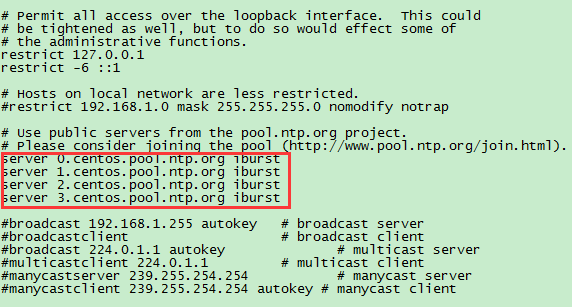 # Permit all access over the loopback interface.  This could
# be tightened as well, but to do so would effect some of
# the administrative functions.
restrict 127.0.0.1
restrict -6 ::1
# Hosts on local network are less restricted.
#restrict 192.168.1.0 mask 255.255.255.0 nomodify notrap
# Use public servers from the pool.ntp.org project.
# Please consider joining the pool (http://www.pool.ntp.org/join.html).
server 0.centos.pool.ntp.org iburst
server 1.centos.pool.ntp.org iburst
server 2.centos.pool.ntp.org iburst
server 3.centos.pool.ntp.org iburst
#broadcast 192.168.1.255 autokey   # broadcast server
#broadcastclient                   # broadcast client
#broadcast 224.0.1.1 autokey              # multicast server
#multicastclient 224.0.1.1         # multicast client
#manycastserver 239.255.254.254           # manycast server
#manycastclient 239.255.254.254 autokey # manycast client